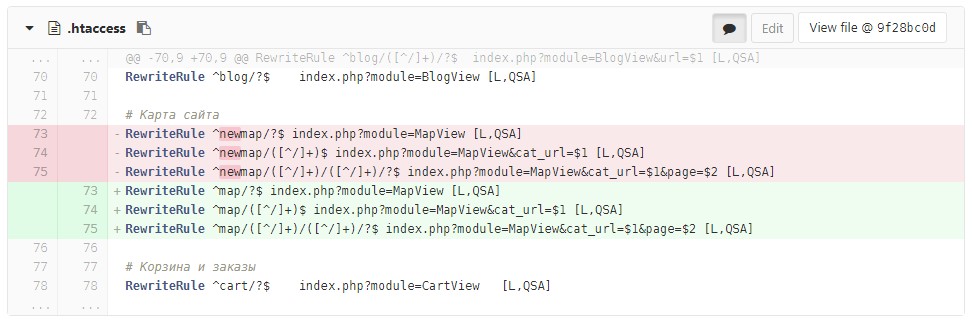 .htaccess Edit View file @ 9f28bc0d
... ... @@ -70,9 +70,9 @@ RewriteRule ^blog/([^/]+)/?$  index.php?module=BlogView&url=$1 [L,QSA]
70 70 RewriteRule ^blog/?$    index.php?module=BlogView [L,QSA]
71 71
72 72 # Карта сайта
73 - RewriteRule ^newmap/?$ index.php?module=MapView [L,QSA]
74 - RewriteRule ^newmap/([^/]+)$ index.php?module=MapView&cat_url=$1 [L,QSA]
75 - RewriteRule ^newmap/([^/]+)/([^/]+)/?$ index.php?module=MapView&cat_url=$1&page=$2 [L,QSA]
73 + RewriteRule ^map/?$ index.php?module=MapView [L,QSA]
74 + RewriteRule ^map/([^/]+)$ index.php?module=MapView&cat_url=$1 [L,QSA]
75 + RewriteRule ^map/([^/]+)/([^/]+)/?$ index.php?module=MapView&cat_url=$1&page=$2 [L,QSA]
76 76
77 77 # Корзина и заказы
78 78 RewriteRule ^cart/?$    index.php?module=CartView   [L,QSA]
... ...